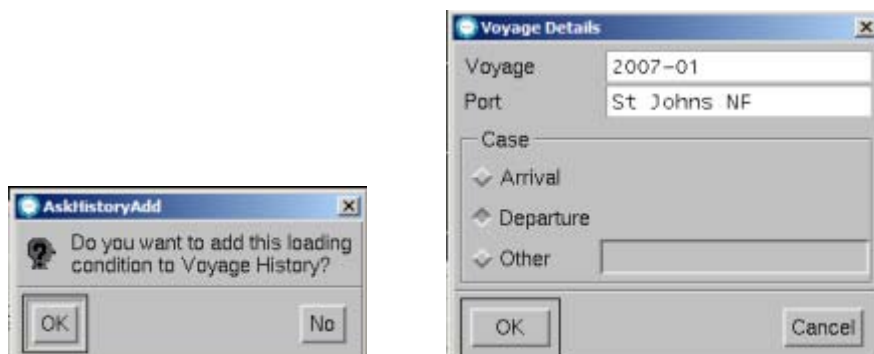 AskHistoryAdd
Do you want to add this loading
condition to Voyage History?
OK
No
Voyage Details
Voyage
2007-01
Port
St Johns NF
Case
Arrival
Departure
Other
OK
Cancel